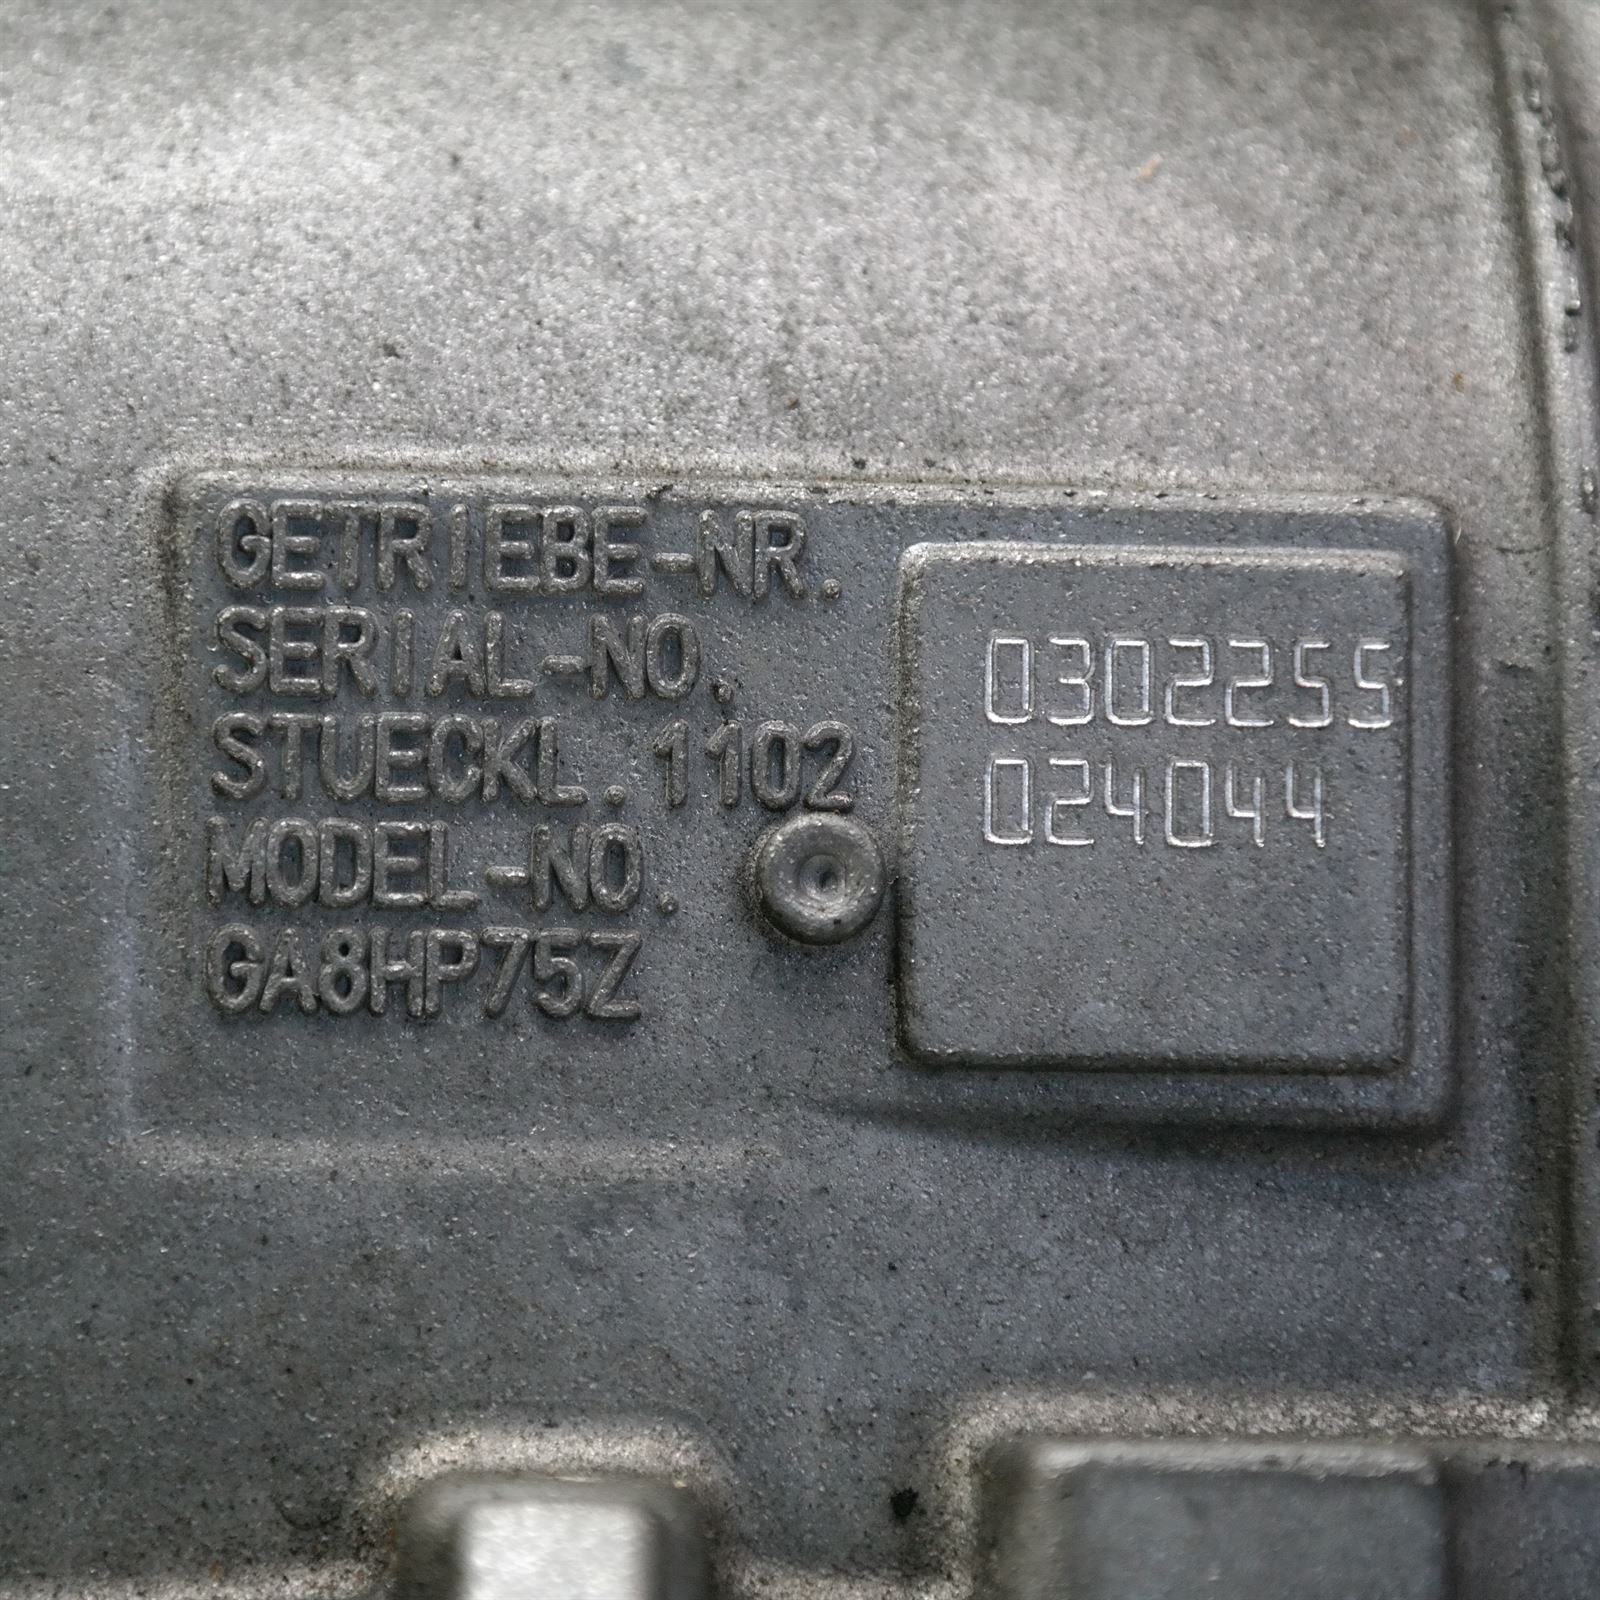 GETRIEBE-NR.
SERIAL-NO.
STUECKL.1102
MODEL-NO.
GA8HP75Z
0302255
024044